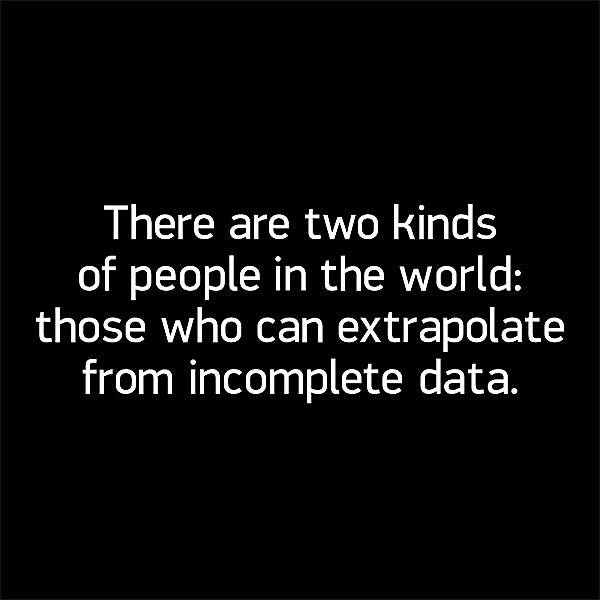 There are two kinds
of people in the world:
those who can extrapolate
from incomplete data.